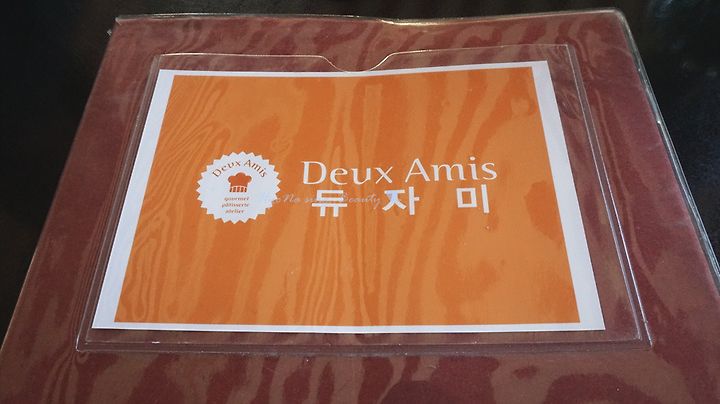 Deux Amis
gourmet
pâtisserie
atelier
Deux Amis
듀 자 미